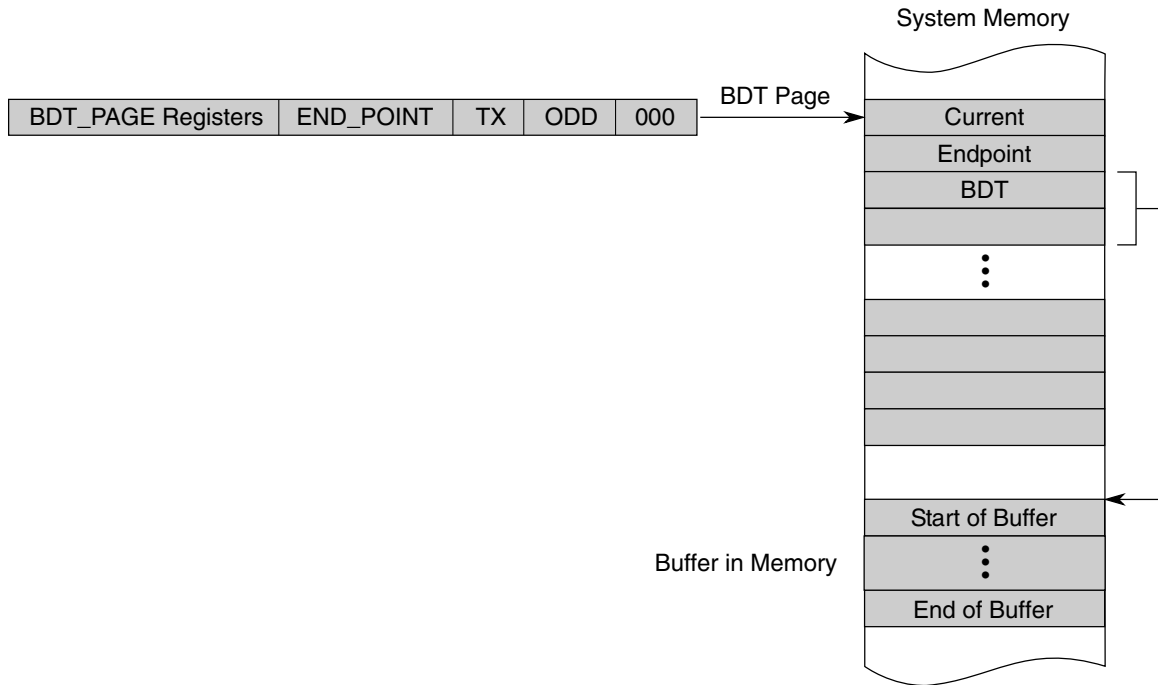 System Memory
BDT_PAGE Registers END_POINT TX ODD 000
BDT Page
Current
Endpoint
BDT
Start of Buffer
Buffer in Memory
End of Buffer